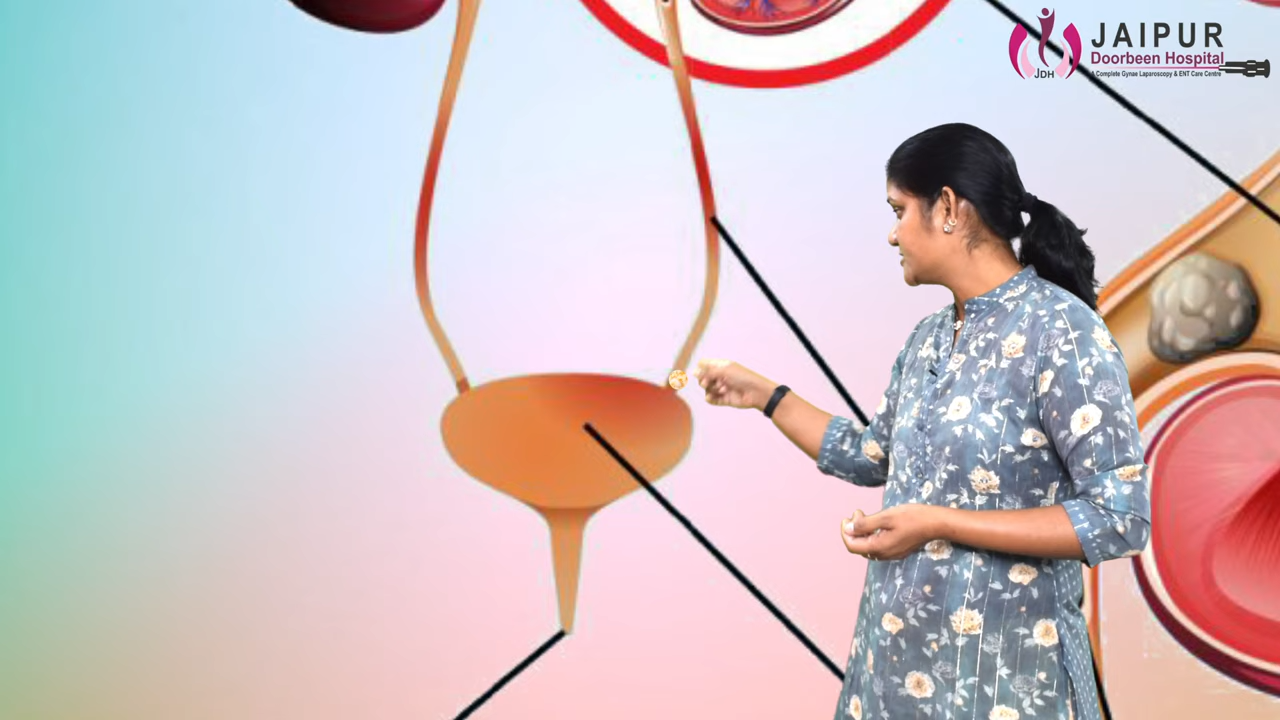 JAIPUR
Doorbeen Hospital
A Complete Gynae Laparoscopy & ENT Care Centre
JDH